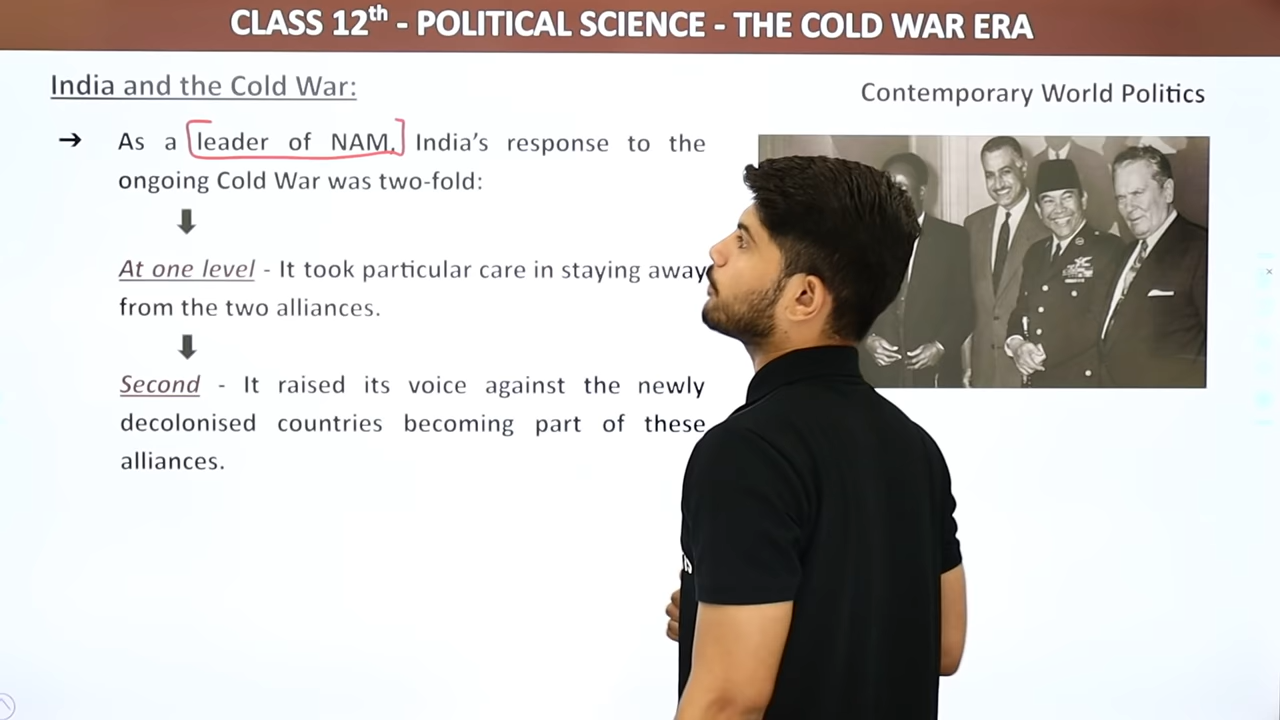 CLASS 12th - POLITICAL SCIENCE - THE COLD WAR ERA
India and the Cold War:
Contemporary World Politics
→ As a leader of NAM, India's response to the
ongoing Cold War was two-fold:
At one level - It took particular care in staying away
from the two alliances.
Second - It raised its voice against the newly
decolonised countries becoming part of these
alliances.